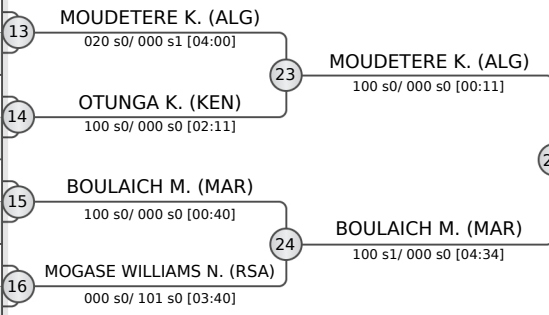 13
MOUDETERE K. (ALG)
020 s0/ 000 s1 [04:00]
23
MOUDETERE K. (ALG)
100 s0/ 000 s0 [00:11]
14
OTUNGA K. (KEN)
100 s0/ 000 s0 [02:11]
15
BOULAICH M. (MAR)
100 s0/ 000 s0 [00:40]
24
BOULAICH M. (MAR)
100 s1/ 000 s0 [04:34]
16
MOGASE WILLIAMS N. (RSA)
000 s0/ 101 s0 [03:40]